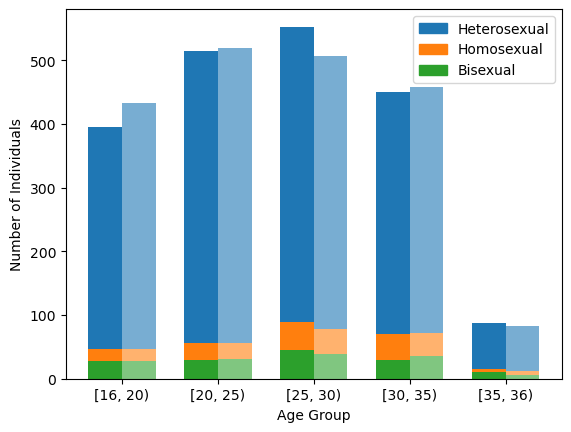 Heterosexual
Homosexual
Bisexual
500
400
300
200
100
0
Number of Individuals
[16, 20) [20, 25) [25, 30) [30, 35) [35, 36)
Age Group